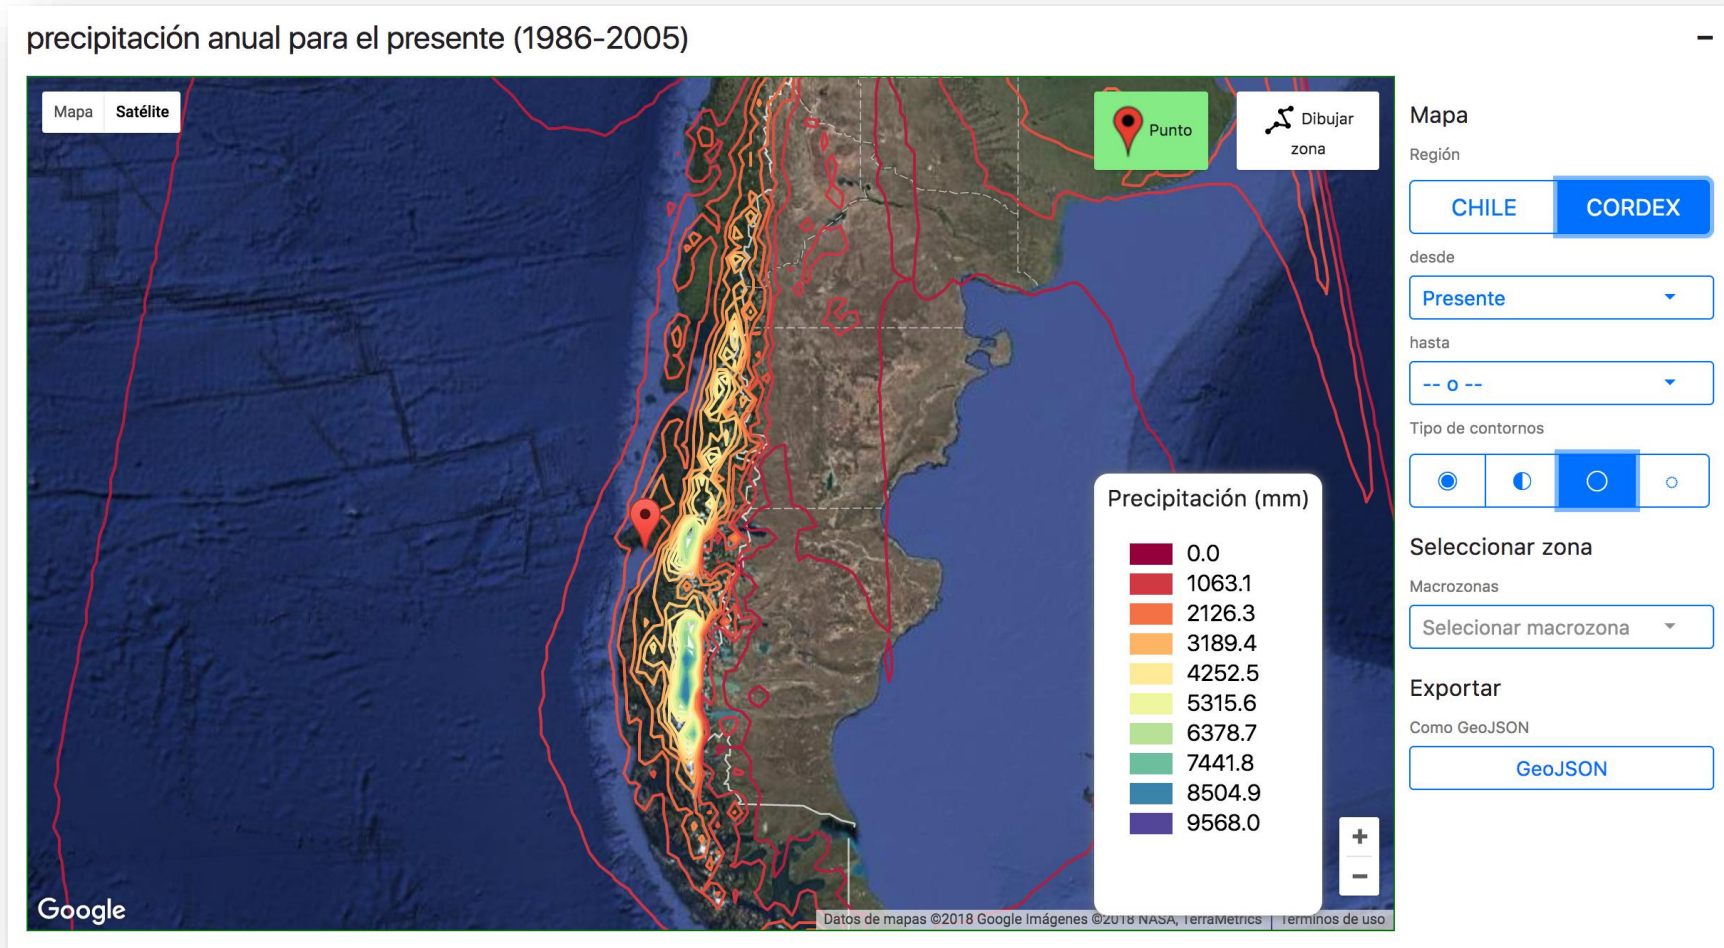 precipitación anual para el presente (1986-2005)
Mapa Satélite
Punto
Dibujar
zona
Precipitación (mm)
0.0
1063.1
2126.3
3189.4
4252.5
5315.6
6378.7
7441.8
8504.9
9568.0
+
−
Google
Datos de mapas ©2018 Google Imágenes ©2018 NASA, TerraMetrics
Términos de uso
Mapa
Región
CHILE CORDEX
desde
Presente
hasta
-- o --
Tipo de contornos
Seleccionar zona
Macrozonas
Selecionar macrozona
Exportar
Como GeoJSON
GeoJSON